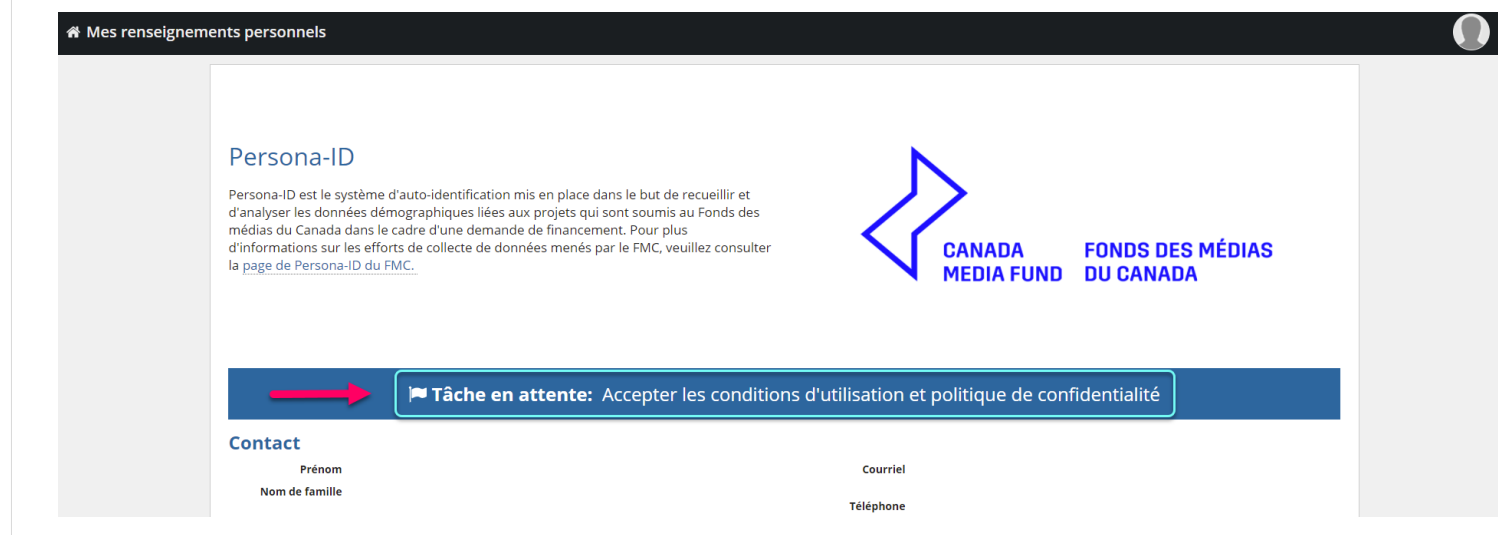 Mes renseignements personnels
Persona-ID
Persona-ID est le système d'auto-identification mis en place dans le but de recueillir et
d'analyser les données démographiques liées aux projets qui sont soumis au Fonds des
médias du Canada dans le cadre d'une demande de financement. Pour plus
d'informations sur les efforts de collecte de données menés par le FMC, veuillez consulter
la page de Persona-ID du FMC.
CANADA
MEDIA FUND
FONDS DES MÉDIAS
DU CANADA
Tâche en attente: Accepter les conditions d'utilisation et politique de confidentialité
Contact
Prénom
Nom de famille
Courriel
Téléphone